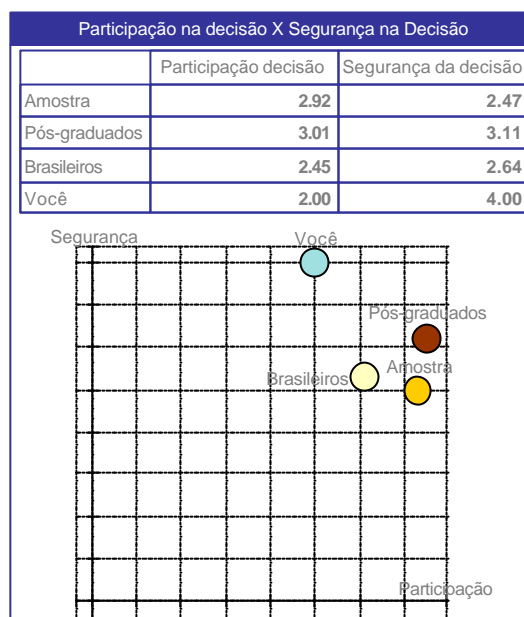 Participação na decisão X Segurança na Decisão
Participação decisão Segurança da decisão
Amostra 2.92 2.47
Pós-graduados 3.01 3.11
Brasileiros 2.45 2.64
Você 2.00 4.00
Segurança
Você
Pós-graduados
Amostra
Brasileiros
Participação